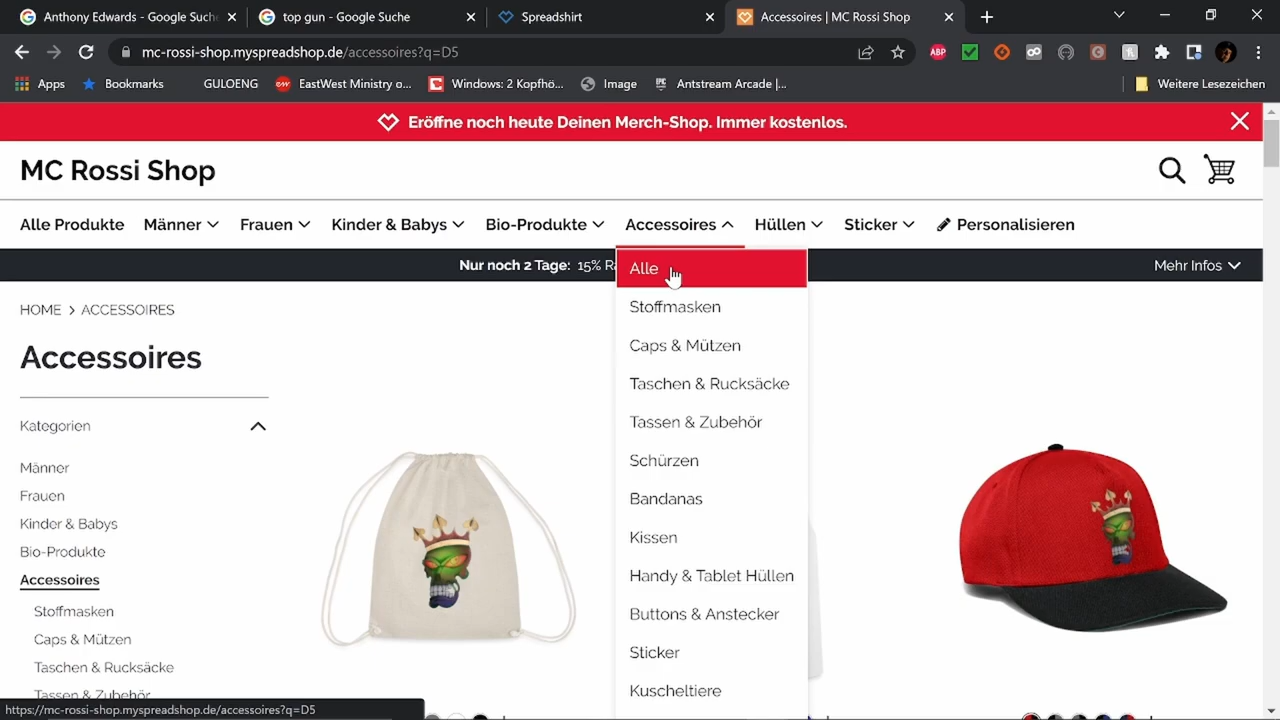 Anthony Edwards - Google Suche
top gun - Google Suche
Spreadshirt
Accessoires | MC Rossi Shop
mc-rossi-shop.myspreadshop.de/accessoires?q=D5
ABP
Apps
Bookmarks
GULOENG
EastWest Ministry o...
Windows: 2 Kopfhö...
Image
Antstream Arcade |...
Weitere Lesezeichen
Eröffne noch heute Deinen Merch-Shop. Immer kostenlos.
MC Rossi Shop
Alle Produkte
Männer
Frauen
Kinder & Babys
Bio-Produkte
Accessoires
Hüllen
Sticker
Personalisieren
Nur noch 2 Tage: 15%
Mehr Infos
Alle
Stoffmasken
Caps & Mützen
Taschen & Rucksäcke
Tassen & Zubehör
Schürzen
Bandanas
Kissen
Handy & Tablet Hüllen
Buttons & Anstecker
Sticker
Kuscheltiere
HOME > ACCESSOIRES
Accessoires
Kategorien
Männer
Frauen
Kinder & Babys
Bio-Produkte
Accessoires
Stoffmasken
Caps & Mützen
Taschen & Rucksäcke
Tassen & Zubehör
https://mc-rossi-shop.myspreadshop.de/accessoires?q=D5